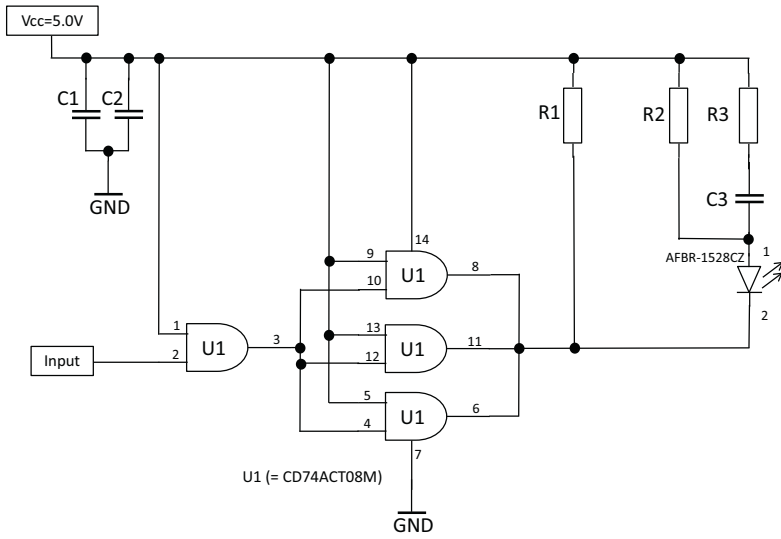 Vcc=5.0V
C1
C2
R1
R2
R3
GND
C3
14
9
10
U1
8
AFBR-1528CZ
1
2
13
12
U1
11
1
2
U1
3
Input
5
4
U1
6
7
U1 (= CD74ACT08M)
GND